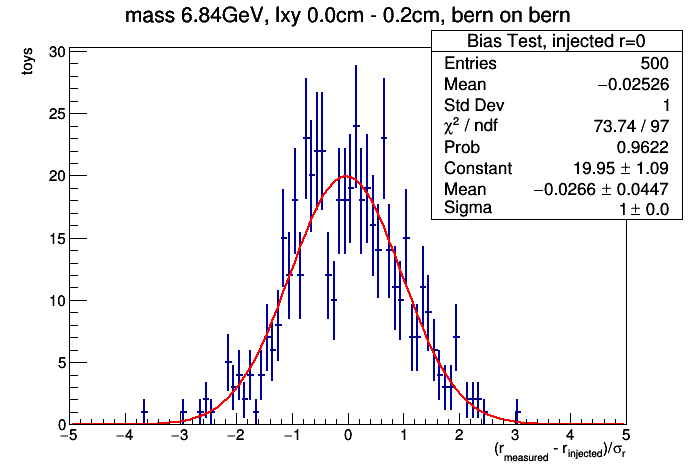 mass 6.84GeV, lxy 0.0cm - 0.2cm, bern on bern
Bias Test, injected r=0
Entries 500
Mean −0.02526
Std Dev 1
χ² / ndf 73.74 / 97
Prob 0.9622
Constant 19.95 ± 1.09
Mean −0.0266 ± 0.0447
Sigma 1 ± 0.0
toys
30
25
20
15
10
5
0
−5 −4 −3 −2 −1 0 1 2 3 4 5
(r_measured - r_injected)/σ_r